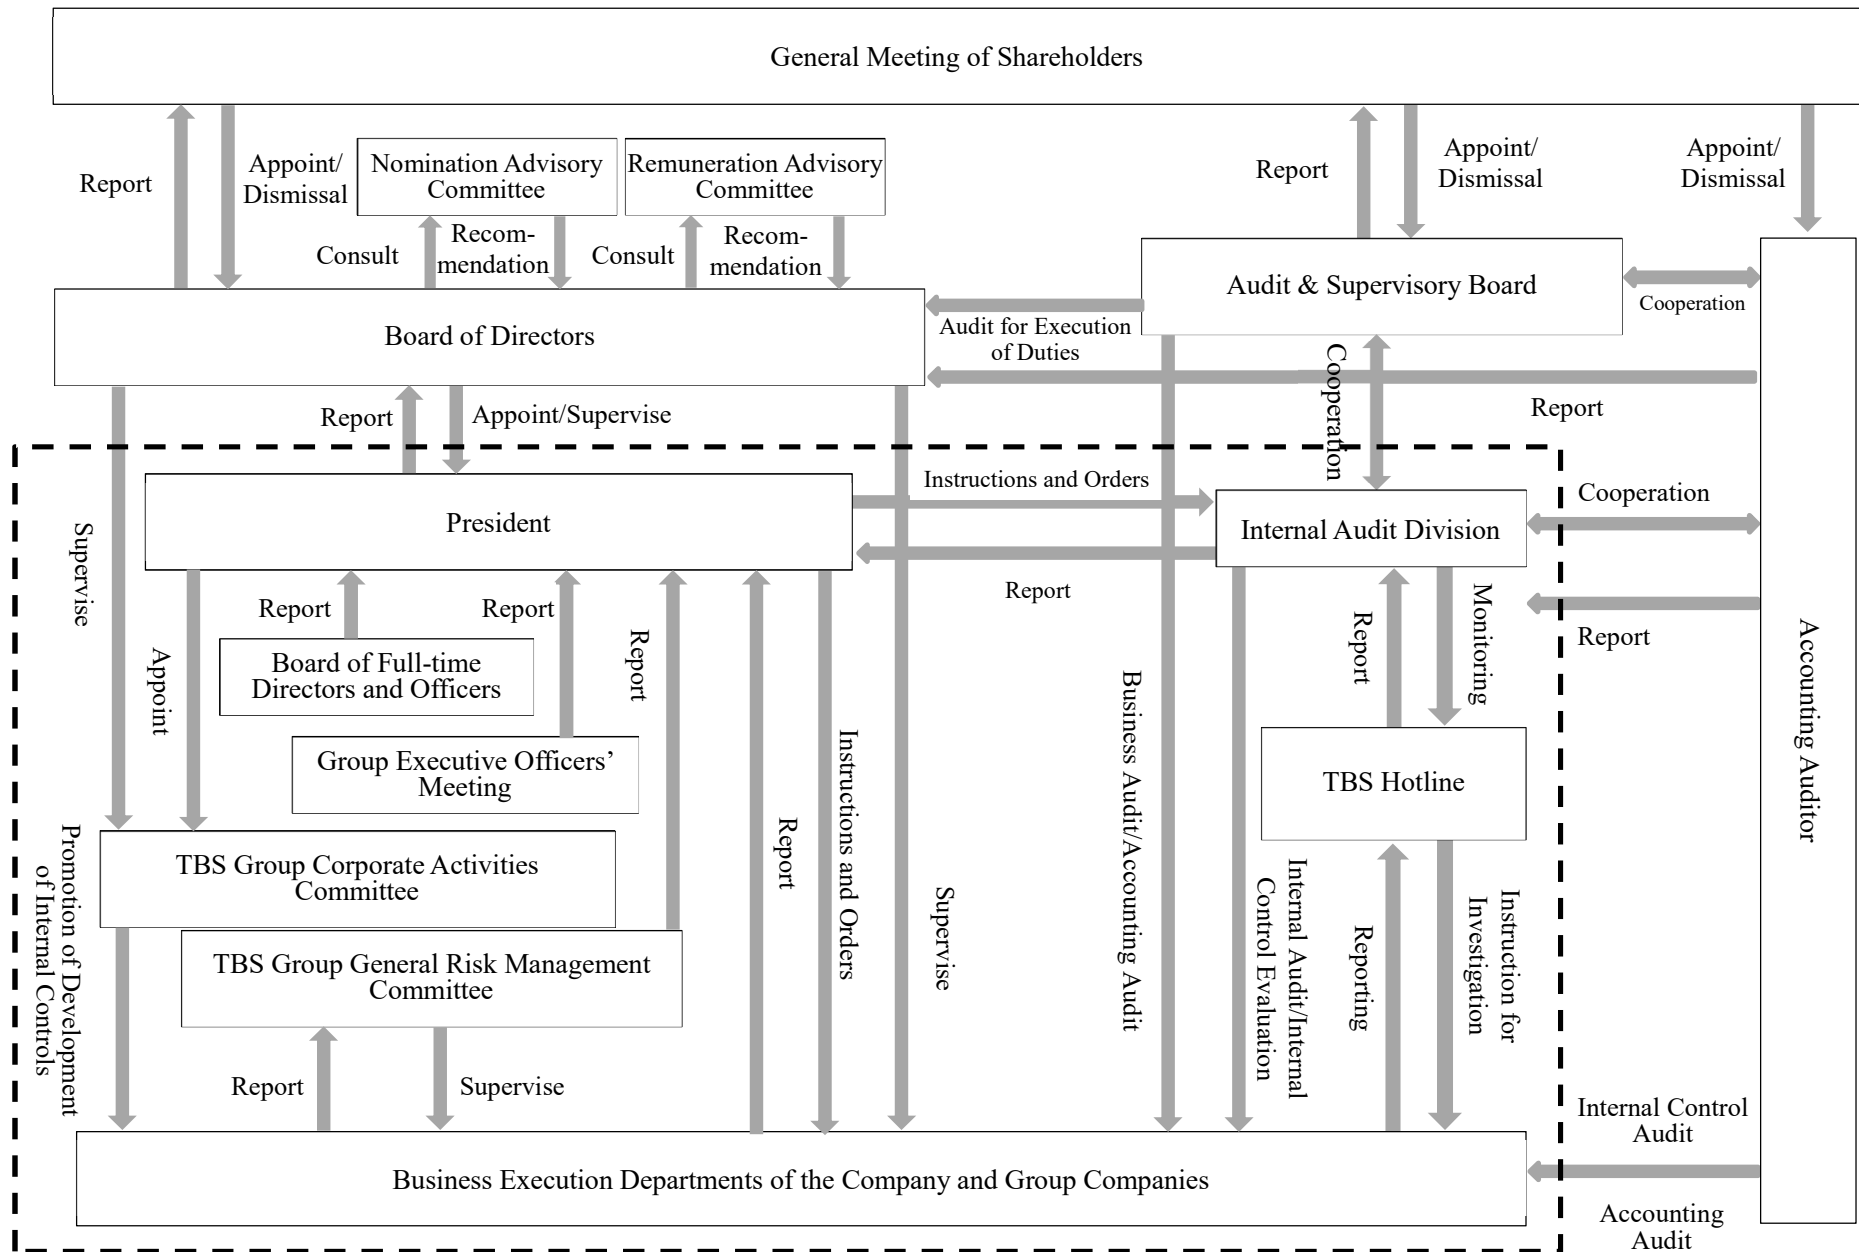 General Meeting of Shareholders
Report
Appoint/
Dismissal
Nomination Advisory
Committee
Remuneration Advisory
Committee
Report
Appoint/
Dismissal
Appoint/
Dismissal
Consult
Recom-
mendation
Consult
Recom-
mendation
Board of Directors
Audit & Supervisory Board
Cooperation
Audit for Execution
of Duties
Cooperation
Report
Report
Appoint/Supervise
President
Instructions and Orders
Internal Audit Division
Cooperation
Report
Report
Supervise
Appoint
Report
Report
Report
Board of Full-time
Directors and Officers
Group Executive Officers’
Meeting
Report
Instructions and Orders
Supervise
Business Audit/Accounting Audit
Internal Audit/Internal
Control Evaluation
Report
Monitoring
TBS Hotline
Reporting
Instruction for
Investigation
Accounting Auditor
TBS Group Corporate Activities
Committee
Promotion of Development
of Internal Controls
TBS Group General Risk Management
Committee
Report
Supervise
Business Execution Departments of the Company and Group Companies
Internal Control
Audit
Accounting
Audit